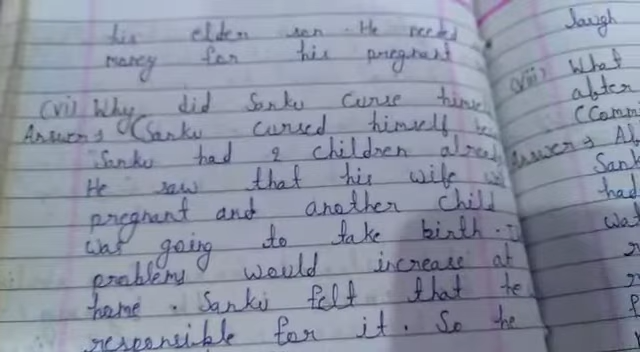 his elder son. He needed
money for his pregnant
(vi) Why did Sanku curse himse
Answer → (Sanku cursed himself
Sanku had 2 children alread
He saw that his wife
pregnant and another child
was going to take birth.
problems would increase at
home. Sanku felt that he
responsible for it. So he
laugh
(vii) What
after
(Comm
Answer → Af
Sank
had
wa